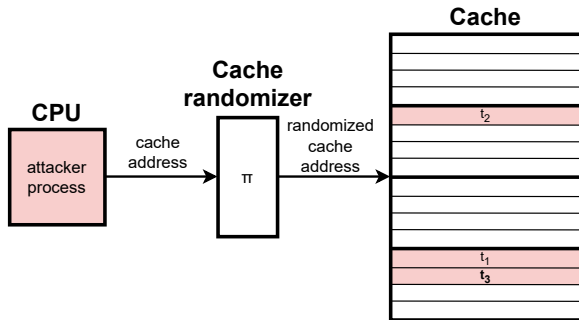 Cache
Cache
randomizer
CPU
cache
address
randomized
cache
address
attacker
process
π
t₂
t₁
t₃